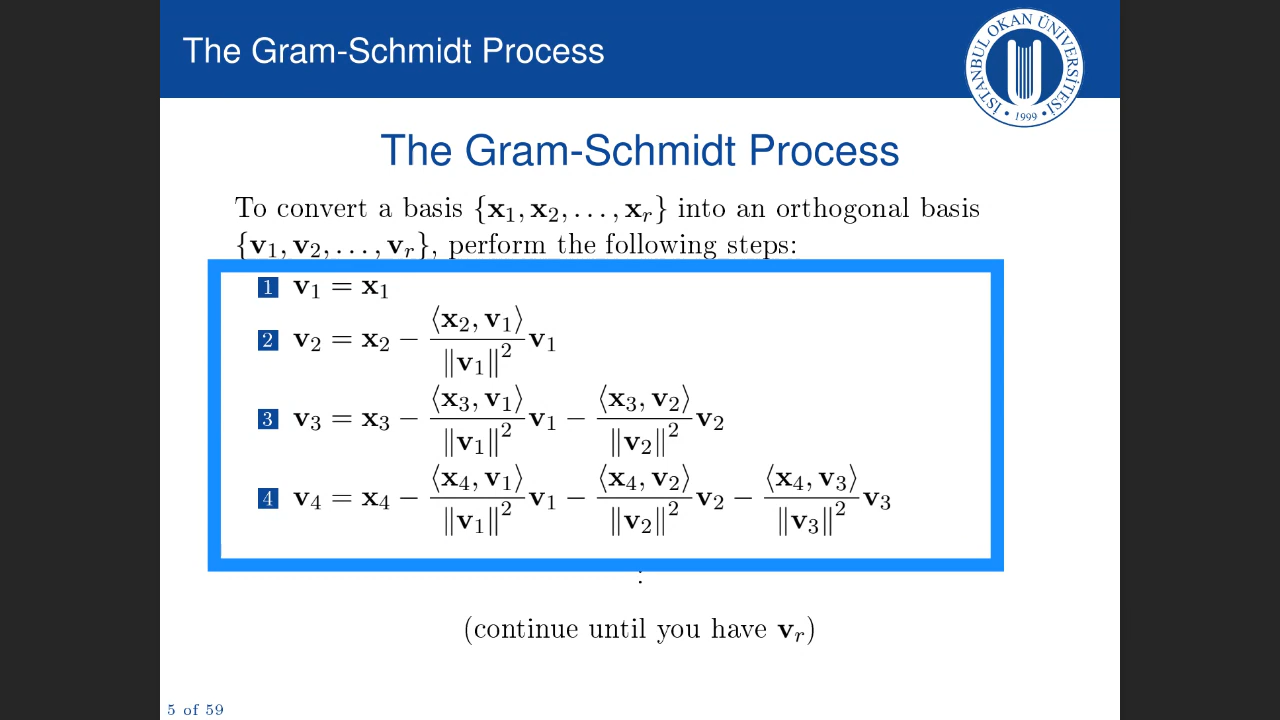 The Gram-Schmidt Process
İSTANBUL OKAN ÜNİVERSİTESİ
• 1999 •
The Gram-Schmidt Process
To convert a basis {x₁, x₂, . . . , xᵣ} into an orthogonal basis
{v₁, v₂, . . . , vᵣ}, perform the following steps:
1 v₁ = x₁
2 v₂ = x₂ − ⟨x₂, v₁⟩/‖v₁‖² v₁
3 v₃ = x₃ − ⟨x₃, v₁⟩/‖v₁‖² v₁ − ⟨x₃, v₂⟩/‖v₂‖² v₂
4 v₄ = x₄ − ⟨x₄, v₁⟩/‖v₁‖² v₁ − ⟨x₄, v₂⟩/‖v₂‖² v₂ − ⟨x₄, v₃⟩/‖v₃‖² v₃
⋮
(continue until you have vᵣ)
5 of 59